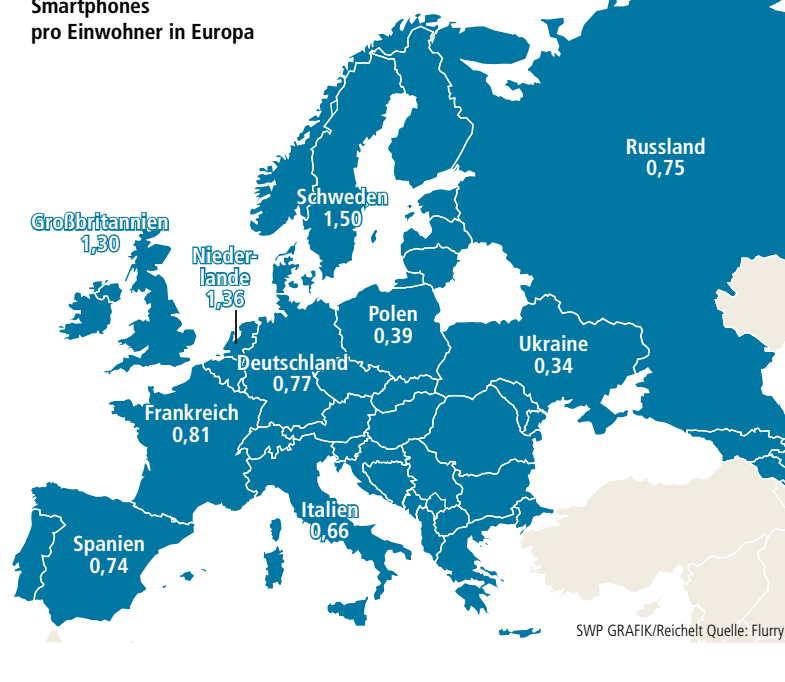 Smartphones
pro Einwohner in Europa
Russland
0,75
Schweden
1,50
Großbritannien
1,30
Nieder-
lande
1,36
Polen
0,39
Ukraine
0,34
Deutschland
0,77
Frankreich
0,81
Italien
0,66
Spanien
0,74
SWP GRAFIK/Reichelt Quelle: Flurry